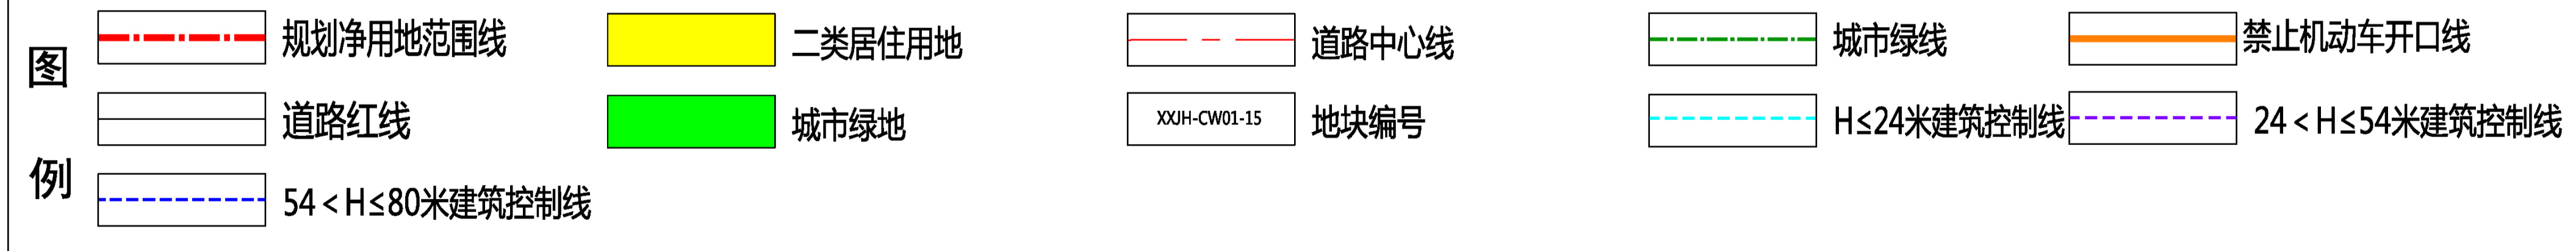 图例
规划净用地范围线
二类居住用地
道路中心线
城市绿线
禁止机动车开口线
道路红线
城市绿地
XXJH-CW01-15
地块编号
H≤24米建筑控制线
24<H≤54米建筑控制线
54<H≤80米建筑控制线